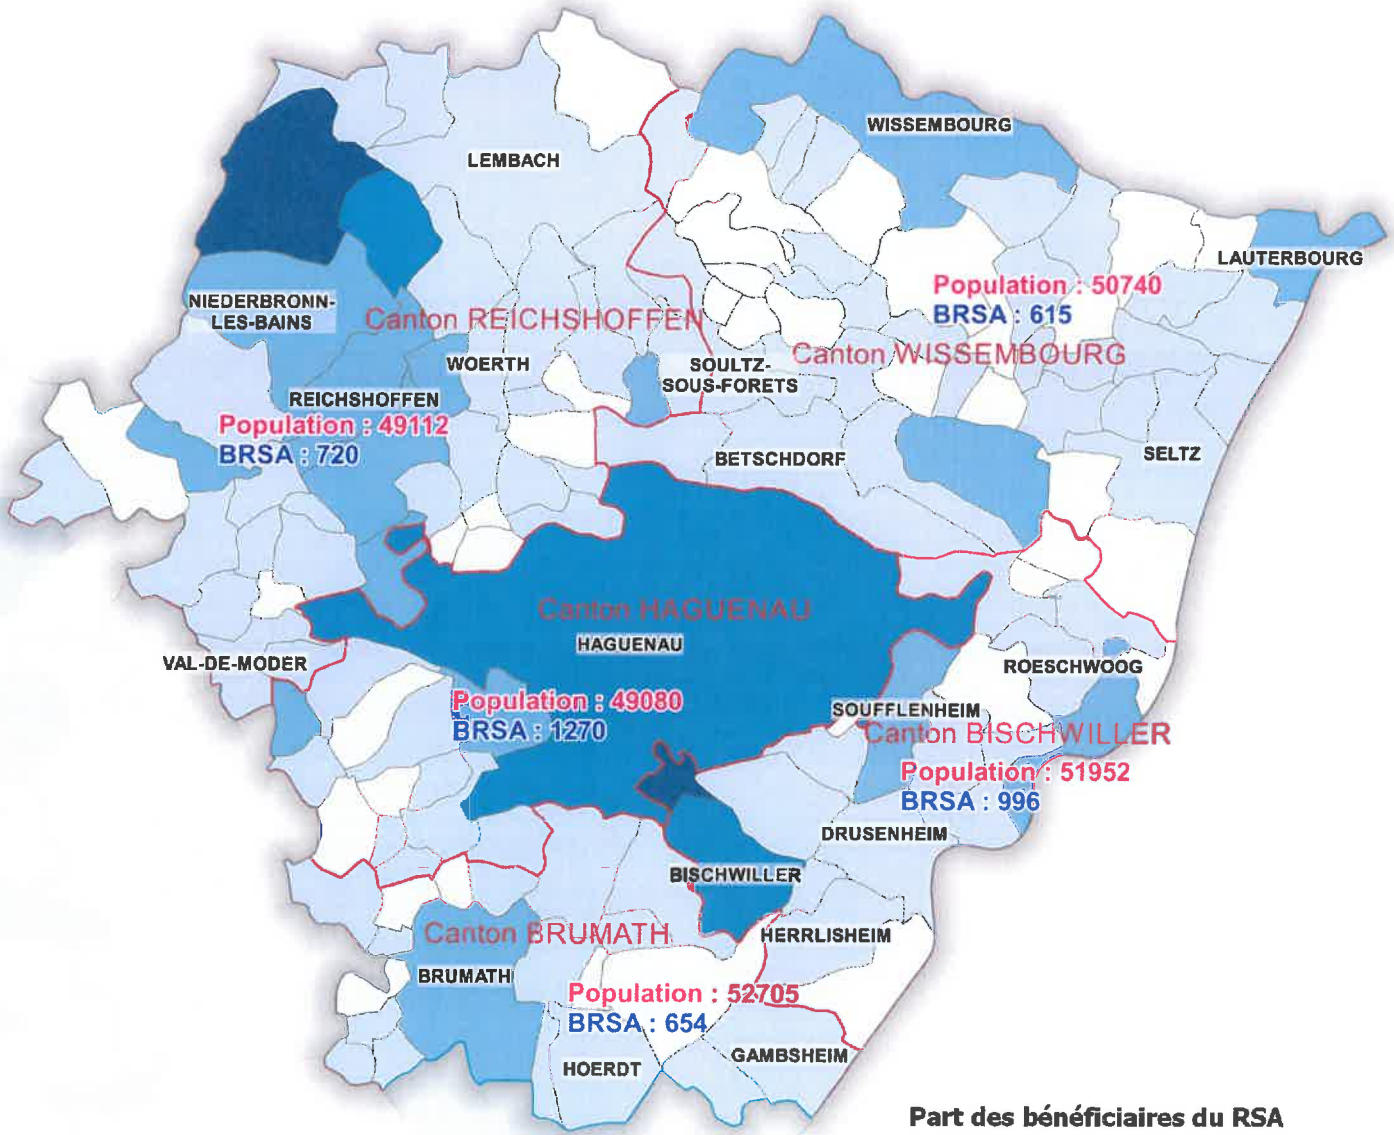 WISSEMBOURG
LEMBACH
LAUTERBOURG
Population : 50740
BRSA : 615
NIEDERBRONN-
LES-BAINS
Canton REICHSHOFFEN
Canton WISSEMBOURG
WOERTH
SOULTZ-
SOUS-FORETS
REICHSHOFFEN
Population : 49112
BRSA : 720
BETSCHDORF
SELTZ
Canton HAGUENAU
HAGUENAU
VAL-DE-MODER
ROESCHWOOG
Population : 49080
BRSA : 1270
SOUFFLENHEIM
Canton BISCHWILLER
Population : 51952
BRSA : 996
DRUSENHEIM
BISCHWILLER
Canton BRUMATH
HERRLISHEIM
BRUMATH
Population : 52705
BRSA : 654
GAMBSHEIM
HOERDT
Part des bénéficiaires du RSA